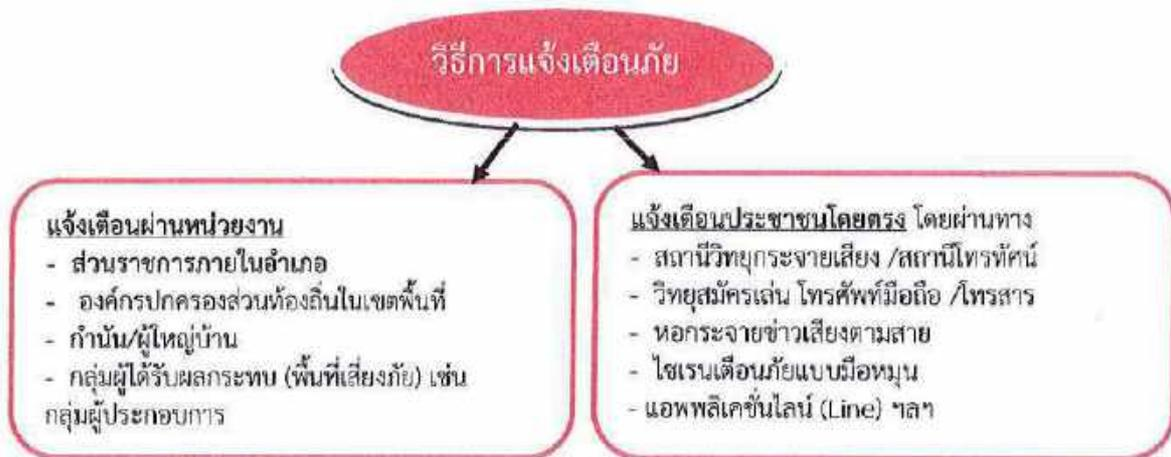 วิธีการแจ้งเตือนภัย
แจ้งเตือนผ่านหน่วยงาน
- ส่วนราชการภายในอำเภอ
- องค์กรปกครองส่วนท้องถิ่นในเขตพื้นที่
- กำนัน/ผู้ใหญ่บ้าน
- กลุ่มผู้ได้รับผลกระทบ (พื้นที่เสี่ยงภัย) เช่น
กลุ่มผู้ประกอบการ
แจ้งเตือนประชาชนโดยตรง โดยผ่านทาง
- สถานีวิทยุกระจายเสียง /สถานีโทรทัศน์
- วิทยุสมัครเล่น โทรศัพท์มือถือ /โทรสาร
- หอกระจายข่าวเสียงตามสาย
- ไซเรนเตือนภัยแบบมือหมุน
- แอพพลิเคชั่นไลน์ (Line) ฯลฯ